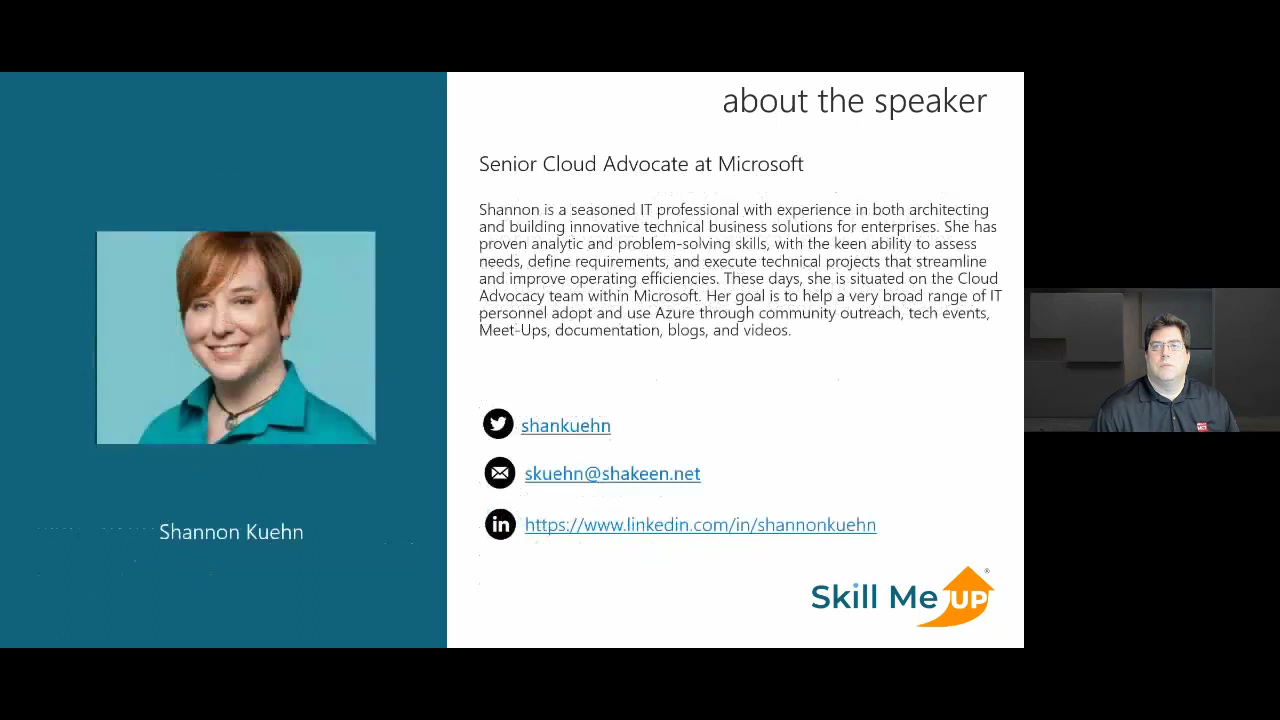 about the speaker
Senior Cloud Advocate at Microsoft
Shannon is a seasoned IT professional with experience in both architecting
and building innovative technical business solutions for enterprises. She has
proven analytic and problem-solving skills, with the keen ability to assess
needs, define requirements, and execute technical projects that streamline
and improve operating efficiencies. These days, she is situated on the Cloud
Advocacy team within Microsoft. Her goal is to help a very broad range of IT
personnel adopt and use Azure through community outreach, tech events,
Meet-Ups, documentation, blogs, and videos.
shankuehn
skuehn@shakeen.net
in
https://www.linkedin.com/in/shannonkuehn
Shannon Kuehn
Skill Me UP®